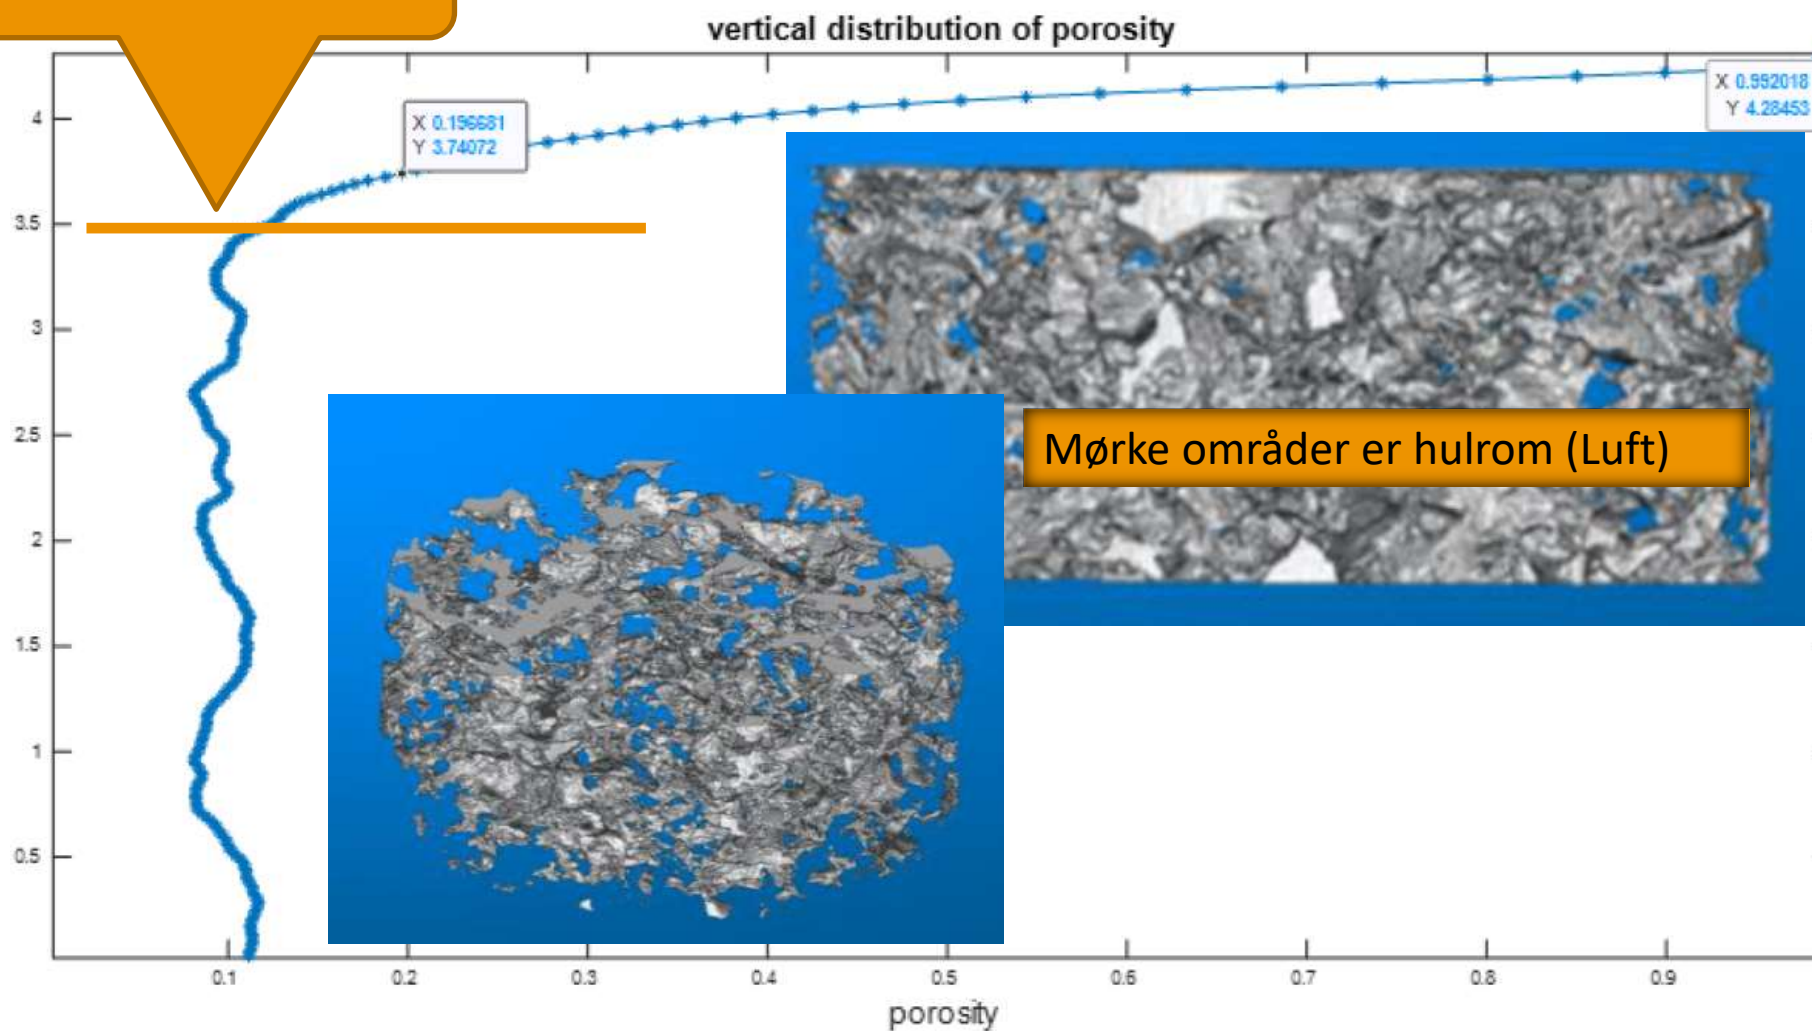 vertical distribution of porosity
X 0.992018
Y 4.28453
X 0.196681
Y 3.74072
4
3.5
3
2.5
2
1.5
1
0.5
Mørke områder er hulrom (Luft)
0.1
0.2
0.3
0.4
0.5
0.6
0.7
0.8
0.9
porosity